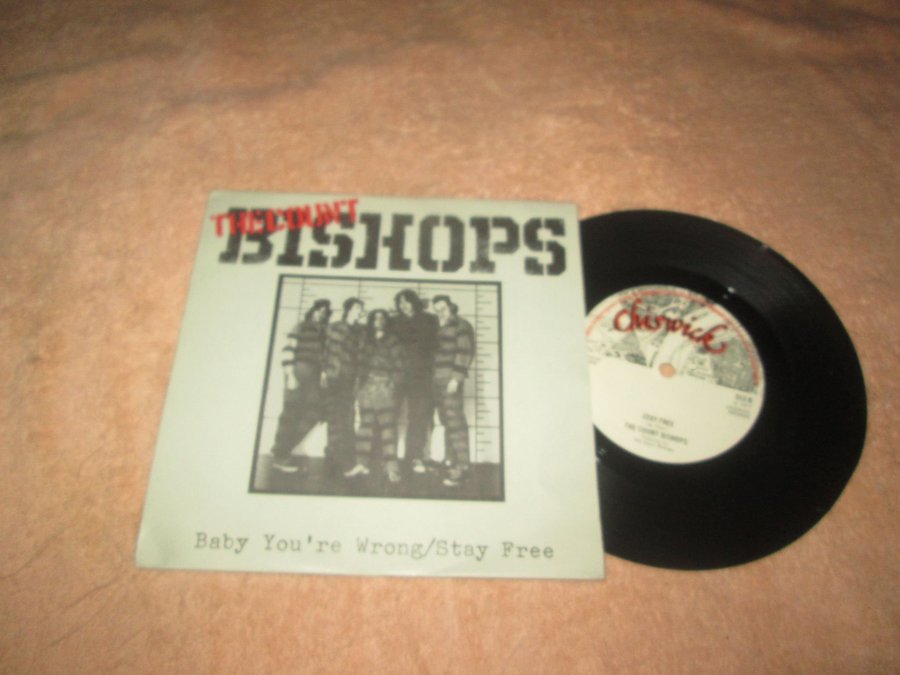 THE COUNT
BISHOPS
Baby You're Wrong/Stay Free
Chiswick
STAY FREE
THE COUNT BISHOPS